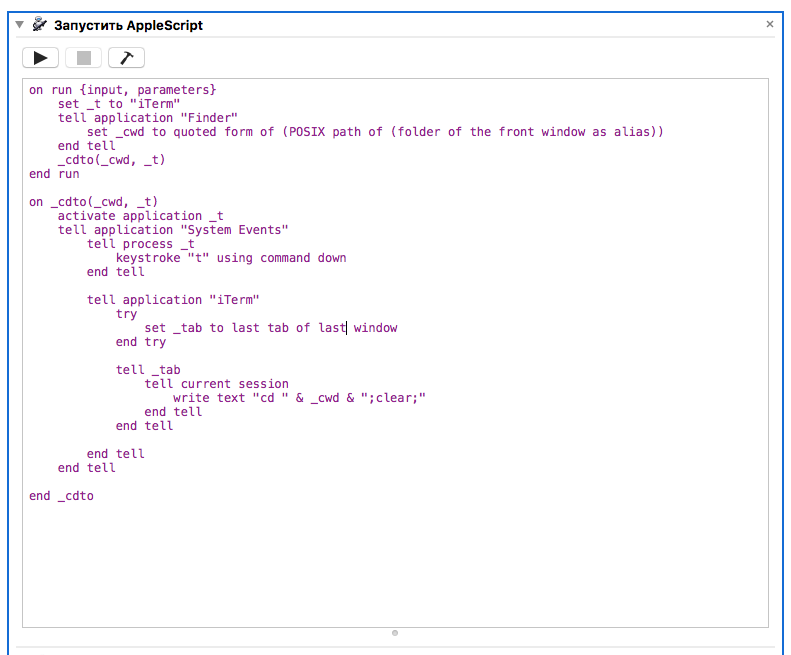 Запустить AppleScript
on run {input, parameters}
set _t to "iTerm"
tell application "Finder"
set _cwd to quoted form of (POSIX path of (folder of the front window as alias))
end tell
_cdto(_cwd, _t)
end run
on _cdto(_cwd, _t)
activate application _t
tell application "System Events"
tell process _t
keystroke "t" using command down
end tell
tell application "iTerm"
try
set _tab to last tab of last window
end try
tell _tab
tell current session
write text "cd " & _cwd & ";clear;"
end tell
end tell
end tell
end tell
end _cdto